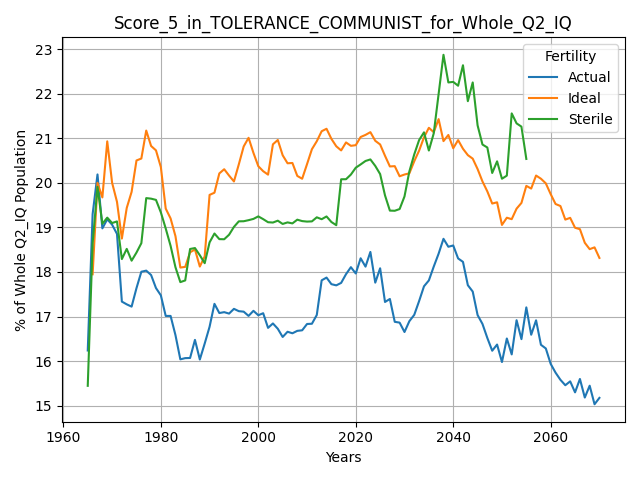 Score_5_in_TOLERANCE_COMMUNIST_for_Whole_Q2_IQ
Fertility
Actual
Ideal
Sterile
% of Whole Q2_IQ Population
23
22
21
20
19
18
17
16
15
1960
1980
2000
2020
2040
2060
Years